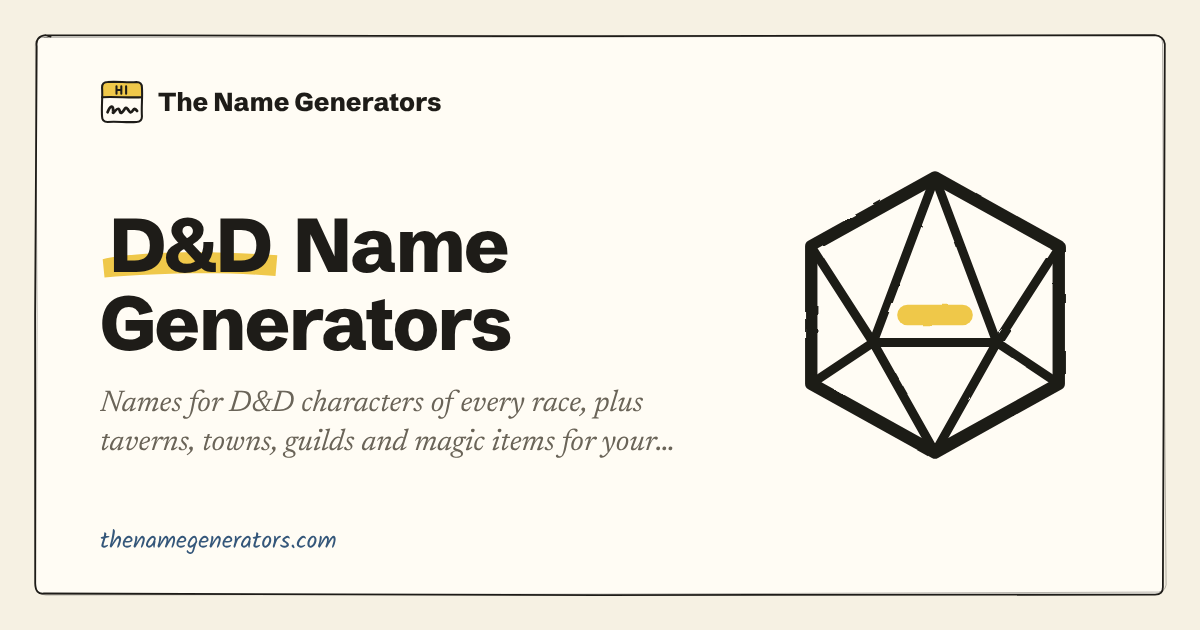 HI
The Name Generators
D&D Name
Generators
Names for D&D characters of every race, plus
taverns, towns, guilds and magic items for your...
thenamegenerators.com